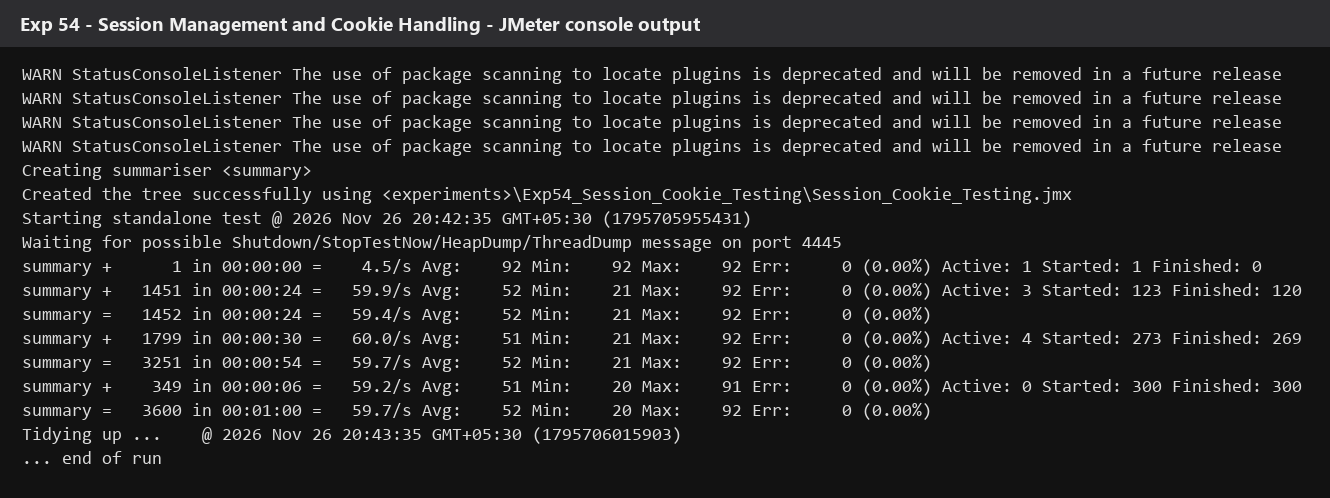 Exp 54 - Session Management and Cookie Handling - JMeter console output
WARN StatusConsoleListener The use of package scanning to locate plugins is deprecated and will be removed in a future release
WARN StatusConsoleListener The use of package scanning to locate plugins is deprecated and will be removed in a future release
WARN StatusConsoleListener The use of package scanning to locate plugins is deprecated and will be removed in a future release
WARN StatusConsoleListener The use of package scanning to locate plugins is deprecated and will be removed in a future release
Creating summariser <summary>
Created the tree successfully using <experiments>\Exp54_Session_Cookie_Testing\Session_Cookie_Testing.jmx
Starting standalone test @ 2026 Nov 26 20:42:35 GMT+05:30 (1795705955431)
Waiting for possible Shutdown/StopTestNow/HeapDump/ThreadDump message on port 4445
summary +      1 in 00:00:00 =    4.5/s Avg:    92 Min:    92 Max:    92 Err:     0 (0.00%) Active: 1 Started: 1 Finished: 0
summary +   1451 in 00:00:24 =   59.9/s Avg:    52 Min:    21 Max:    92 Err:     0 (0.00%) Active: 3 Started: 123 Finished: 120
summary =   1452 in 00:00:24 =   59.4/s Avg:    52 Min:    21 Max:    92 Err:     0 (0.00%)
summary +   1799 in 00:00:30 =   60.0/s Avg:    51 Min:    21 Max:    92 Err:     0 (0.00%) Active: 4 Started: 273 Finished: 269
summary =   3251 in 00:00:54 =   59.7/s Avg:    52 Min:    21 Max:    92 Err:     0 (0.00%)
summary +    349 in 00:00:06 =   59.2/s Avg:    51 Min:    20 Max:    91 Err:     0 (0.00%) Active: 0 Started: 300 Finished: 300
summary =   3600 in 00:01:00 =   59.7/s Avg:    52 Min:    20 Max:    92 Err:     0 (0.00%)
Tidying up ...    @ 2026 Nov 26 20:43:35 GMT+05:30 (1795706015903)
... end of run